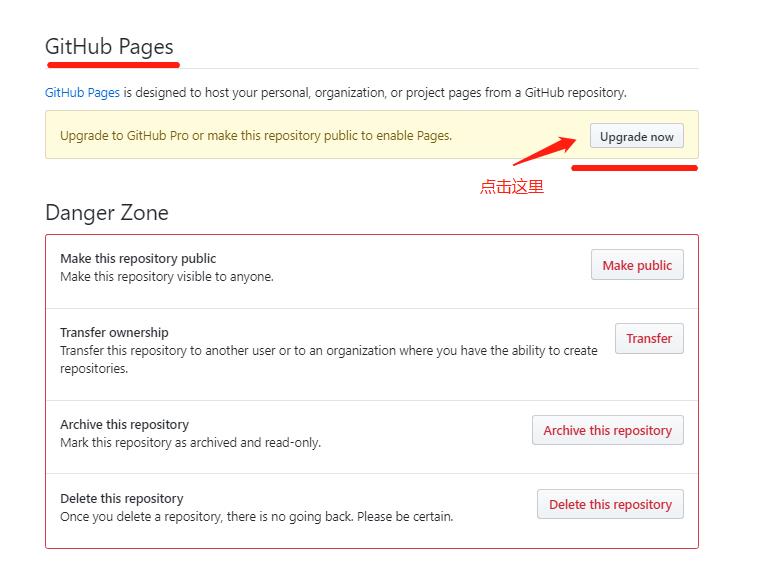 GitHub Pages
GitHub Pages is designed to host your personal, organization, or project pages from a GitHub repository.
Upgrade to GitHub Pro or make this repository public to enable Pages.
Upgrade now
点击这里
Danger Zone
Make this repository public
Make this repository visible to anyone.
Make public
Transfer ownership
Transfer this repository to another user or to an organization where you have the ability to create
repositories.
Transfer
Archive this repository
Mark this repository as archived and read-only.
Archive this repository
Delete this repository
Once you delete a repository, there is no going back. Please be certain.
Delete this repository